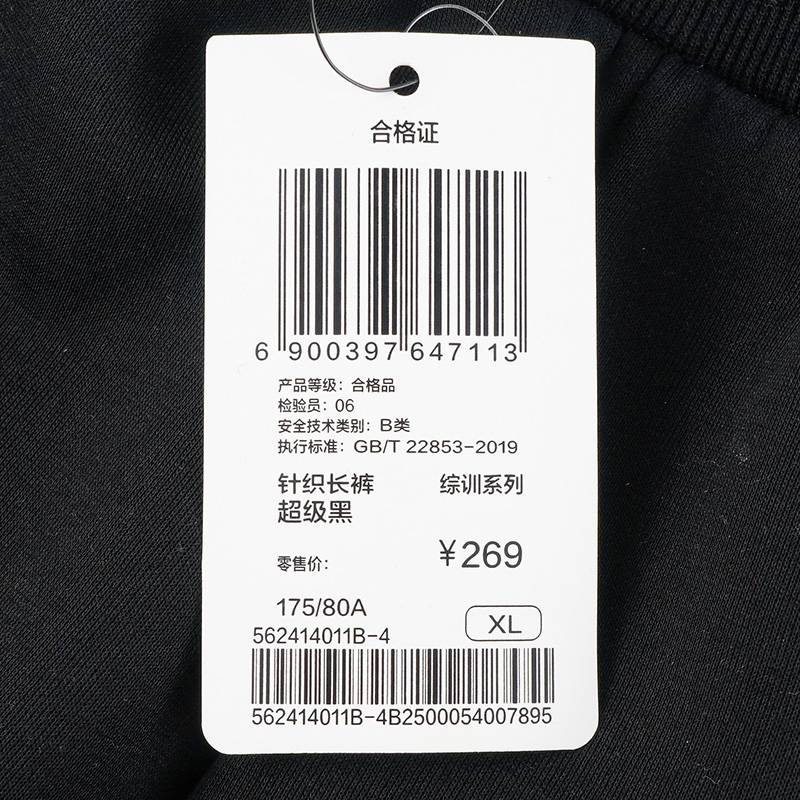 合格证
6 900397 647113
产品等级：合格品
检验员：06
安全技术类别：B类
执行标准：GB/T 22853-2019
针织长裤 综训系列
超级黑
零售价： ¥269
175/80A
562414011B-4 XL
562414011B-4B2500054007895